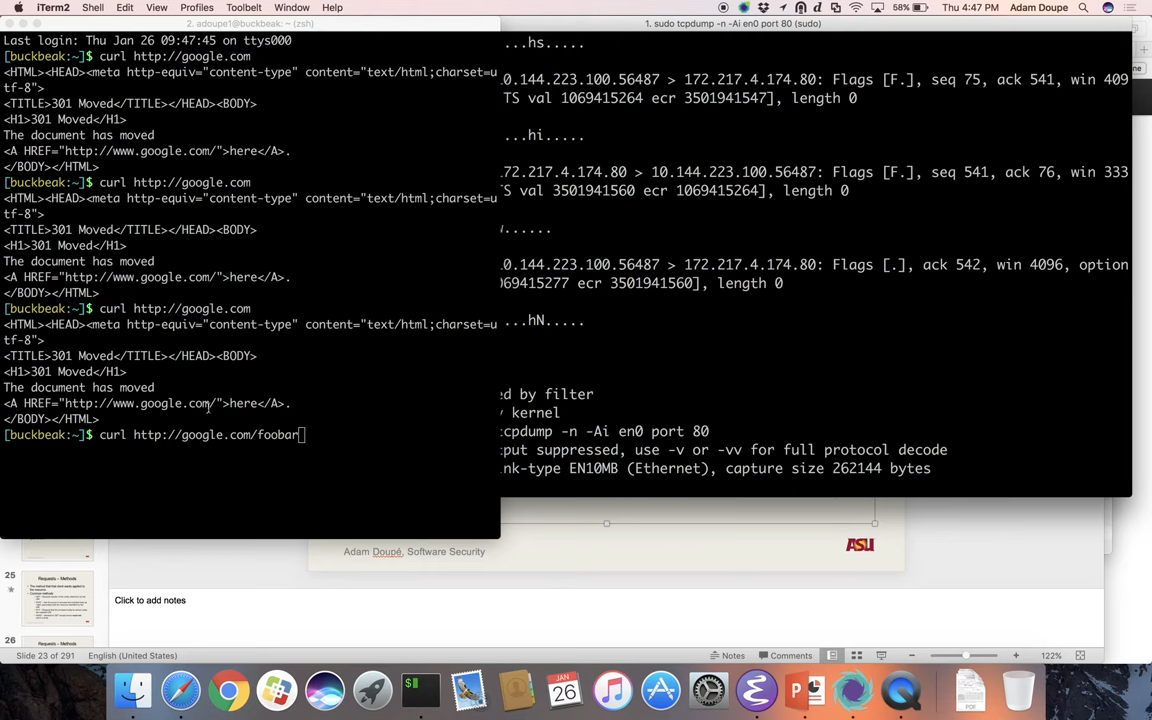 iTerm2 Shell Edit View Profiles Toolbelt Window Help 58% Thu 4:47 PM Adam Doupe
2. adoupe1@buckbeak: ~ (zsh)
Last login: Thu Jan 26 09:47:45 on ttys000
[buckbeak:~]$ curl http://google.com
<HTML><HEAD><meta http-equiv="content-type" content="text/html;charset=u
tf-8">
<TITLE>301 Moved</TITLE></HEAD><BODY>
<H1>301 Moved</H1>
The document has moved
<A HREF="http://www.google.com/">here</A>.
</BODY></HTML>
[buckbeak:~]$ curl http://google.com
<HTML><HEAD><meta http-equiv="content-type" content="text/html;charset=u
tf-8">
<TITLE>301 Moved</TITLE></HEAD><BODY>
<H1>301 Moved</H1>
The document has moved
<A HREF="http://www.google.com/">here</A>.
</BODY></HTML>
[buckbeak:~]$ curl http://google.com
<HTML><HEAD><meta http-equiv="content-type" content="text/html;charset=u
tf-8">
<TITLE>301 Moved</TITLE></HEAD><BODY>
<H1>301 Moved</H1>
The document has moved
<A HREF="http://www.google.com/">here</A>.
</BODY></HTML>
[buckbeak:~]$ curl http://google.com/foobar
1. sudo tcpdump -n -Ai en0 port 80 (sudo)
...hs.....
0.144.223.100.56487 > 172.217.4.174.80: Flags [F.], seq 75, ack 541, win 409
TS val 1069415264 ecr 3501941547], length 0
...hi.....
72.217.4.174.80 > 10.144.223.100.56487: Flags [F.], seq 541, ack 76, win 333
TS val 3501941560 ecr 1069415264], length 0
0.144.223.100.56487 > 172.217.4.174.80: Flags [.], ack 542, win 4096, option
069415277 ecr 3501941560], length 0
...hN.....
ed by filter
y kernel
tcpdump -n -Ai en0 port 80
tput suppressed, use -v or -vv for full protocol decode
nk-type EN10MB (Ethernet), capture size 262144 bytes
Adam Doupé, Software Security
ASU
25
Requests – Methods
26
Click to add notes
Slide 23 of 291 English (United States) Notes Comments 122%
JAN
26
PDF